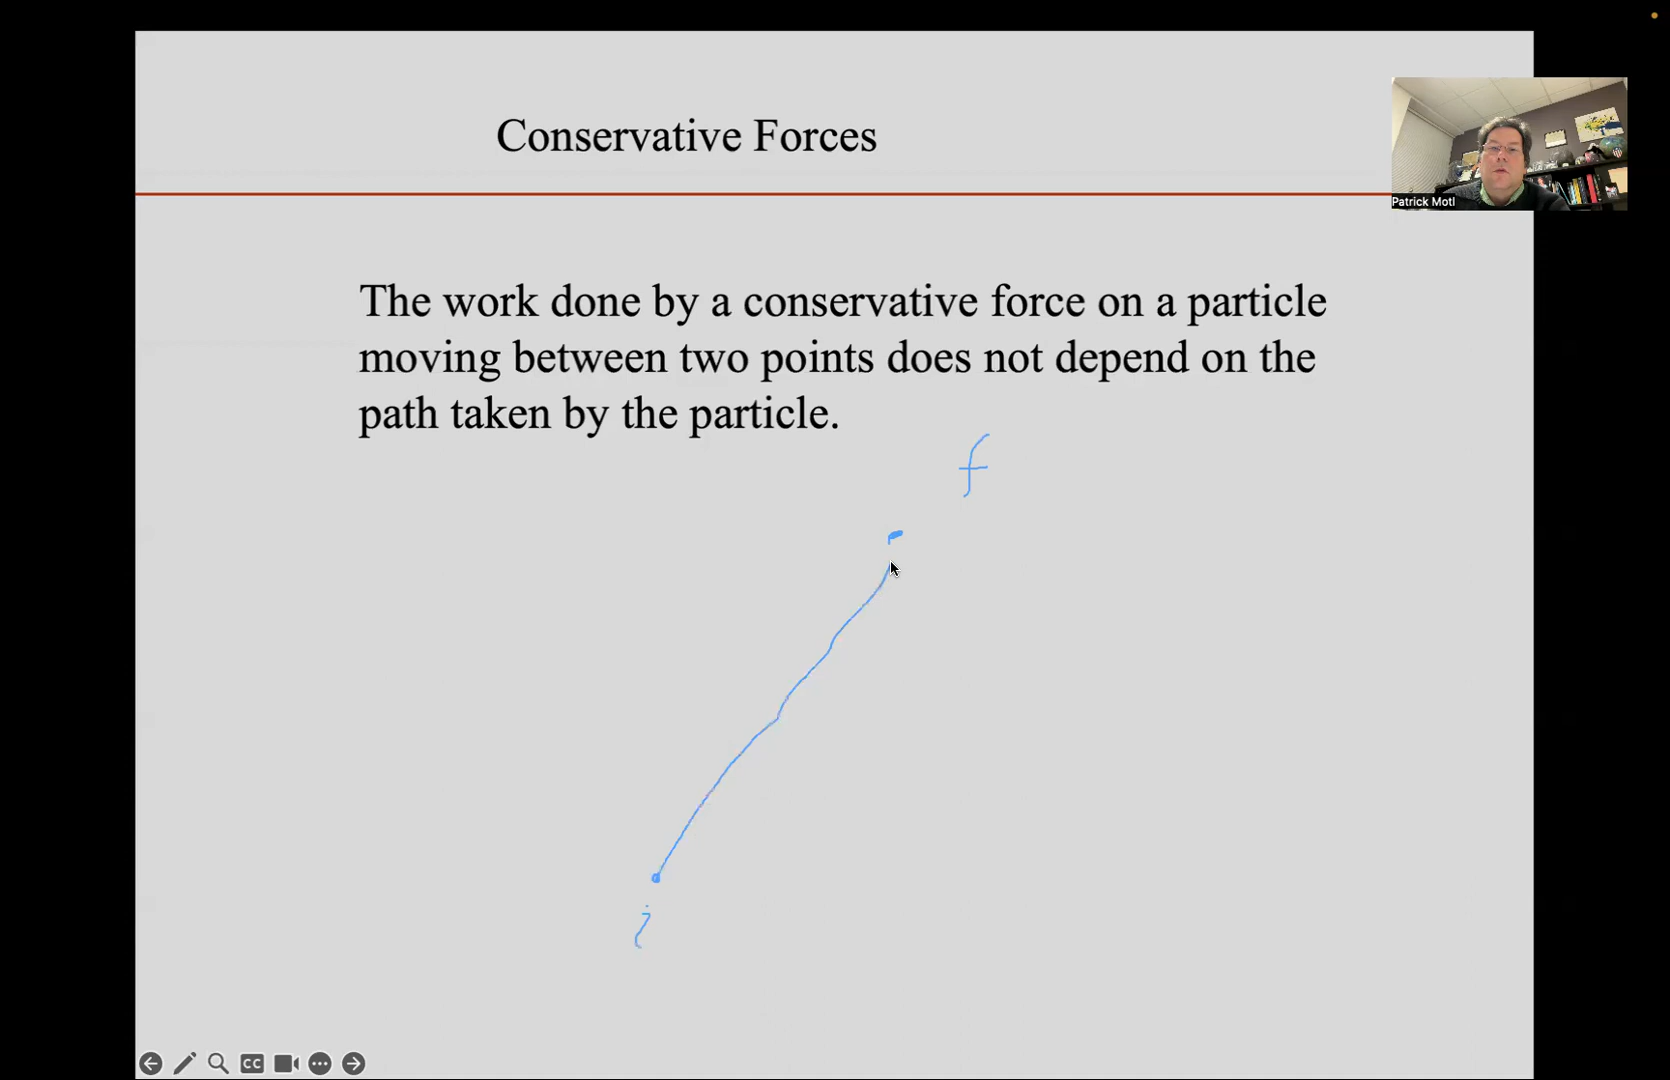 Conservative Forces
Patrick Motl
The work done by a conservative force on a particle
moving between two points does not depend on the
path taken by the particle.
f
i
CC